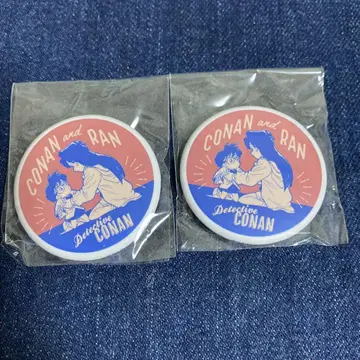 CONAN and RAN
Detective
CONAN
CONAN and RAN
Detective
CONAN